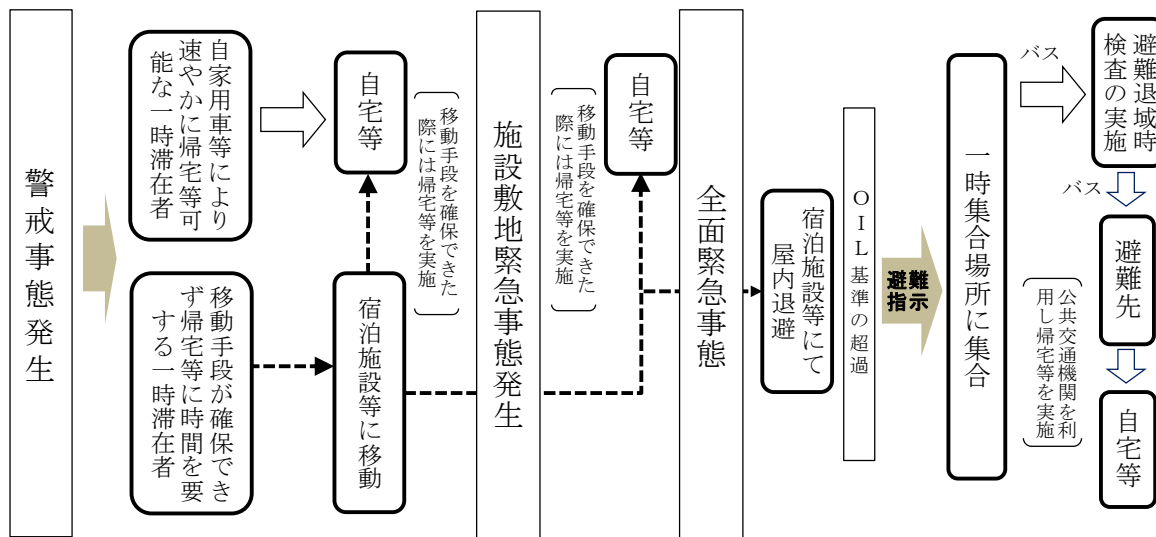 警戒事態発生
自家用車等により
速やかに帰宅等可
能な一時滞在者
移動手段が確保でき
ず帰宅等に時間を要
する一時滞在者
自宅等
移動手段を確保できた
際には帰宅等を実施
宿泊施設等に移動
施設敷地緊急事態発生
移動手段を確保できた
際には帰宅等を実施
自宅等
全面緊急事態
宿泊施設等にて
屋内退避
OIL基準の超過
避難
指示
一時集合場所に集合
バス
避難退域時
検査の実施
バス
避難先
公共交通機関を利
用し帰宅等を実施
自宅等